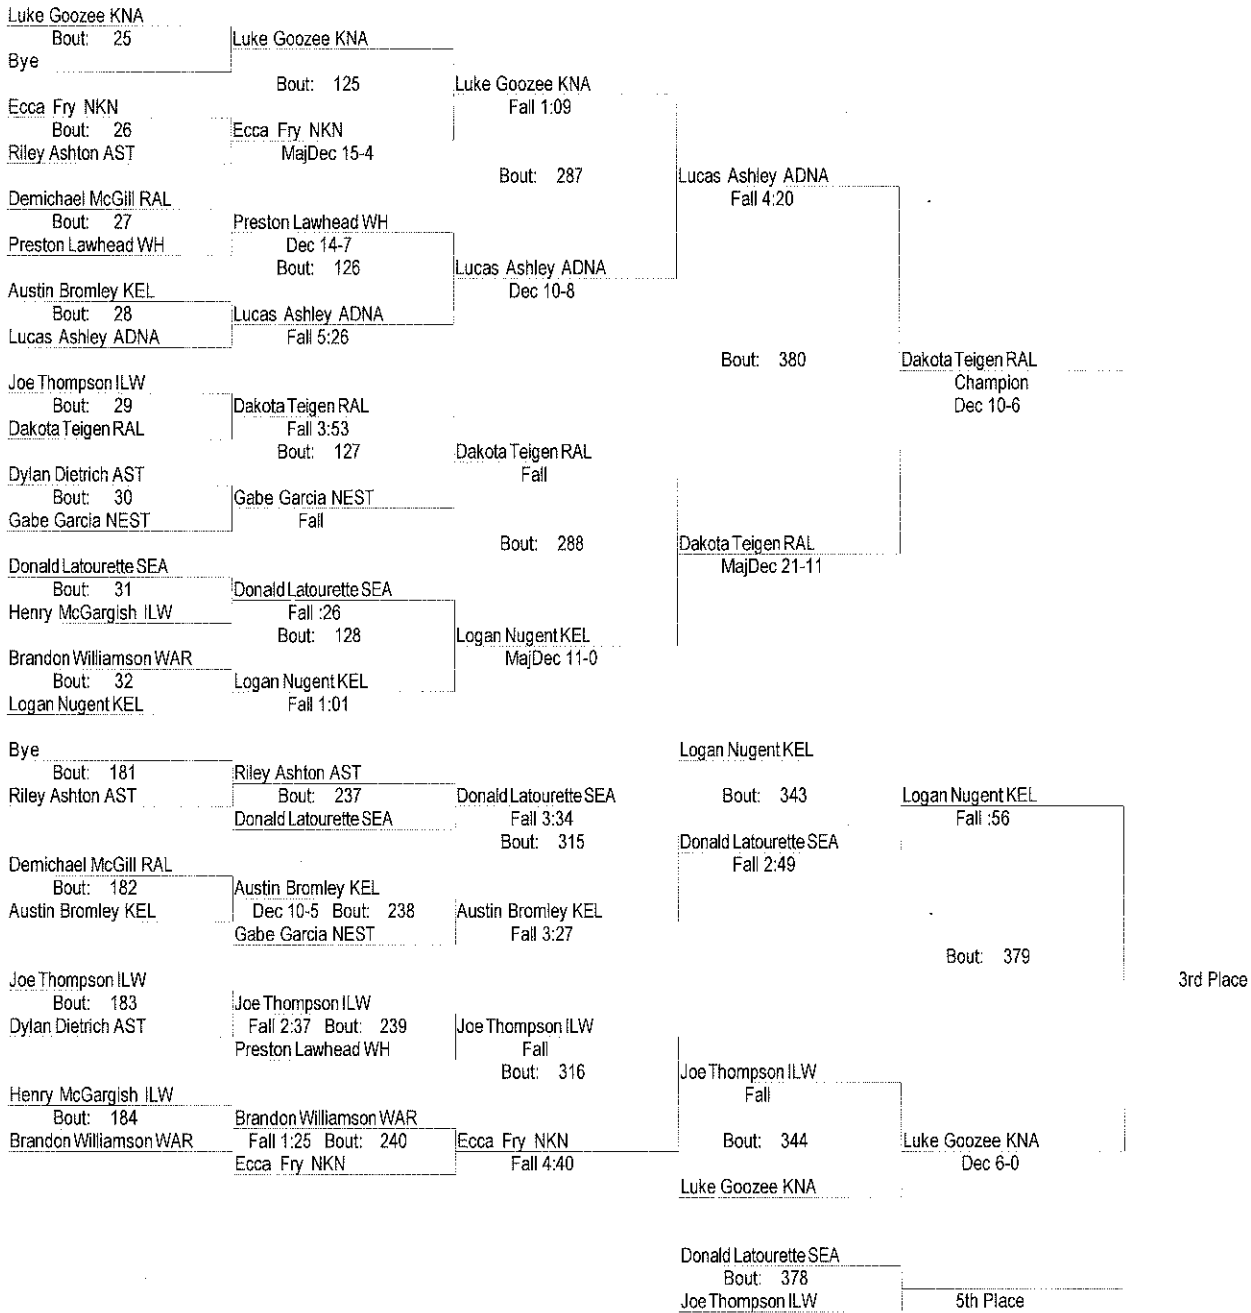 Luke Goozee KNA
Bout: 25
Luke Goozee KNA
Bye
Bout: 125
Luke Goozee KNA
Fall 1:09
Ecca Fry NKN
Bout: 26
Ecca Fry NKN
Riley Ashton AST
MajDec 15-4
Bout: 287
Lucas Ashley ADNA
Fall 4:20
Demichael McGill RAL
Bout: 27
Preston Lawhead WH
Preston Lawhead WH
Dec 14-7
Bout: 126
Lucas Ashley ADNA
Dec 10-8
Austin Bromley KEL
Bout: 28
Lucas Ashley ADNA
Lucas Ashley ADNA
Fall 5:26
Bout: 380
Dakota Teigen RAL
Champion
Dec 10-6
Joe Thompson ILW
Bout: 29
Dakota Teigen RAL
Dakota Teigen RAL
Fall 3:53
Bout: 127
Dakota Teigen RAL
Fall
Dylan Dietrich AST
Bout: 30
Gabe Garcia NEST
Gabe Garcia NEST
Fall
Bout: 288
Dakota Teigen RAL
MajDec 21-11
Donald Latourette SEA
Bout: 31
Donald Latourette SEA
Henry McGargish ILW
Fall :26
Bout: 128
Logan Nugent KEL
MajDec 11-0
Brandon Williamson WAR
Bout: 32
Logan Nugent KEL
Logan Nugent KEL
Fall 1:01
Bye
Logan Nugent KEL
Bout: 181
Riley Ashton AST
Riley Ashton AST
Bout: 237
Donald Latourette SEA
Bout: 343
Logan Nugent KEL
Donald Latourette SEA
Fall 3:34
Fall :56
Bout: 315
Donald Latourette SEA
Fall 2:49
Demichael McGill RAL
Bout: 182
Austin Bromley KEL
Austin Bromley KEL
Dec 10-5 Bout: 238
Austin Bromley KEL
Gabe Garcia NEST
Fall 3:27
Bout: 379
3rd Place
Joe Thompson ILW
Bout: 183
Joe Thompson ILW
Dylan Dietrich AST
Fall 2:37 Bout: 239
Joe Thompson ILW
Preston Lawhead WH
Fall
Bout: 316
Joe Thompson ILW
Fall
Henry McGargish ILW
Bout: 184
Brandon Williamson WAR
Brandon Williamson WAR
Fall 1:25 Bout: 240
Ecca Fry NKN
Bout: 344
Luke Goozee KNA
Ecca Fry NKN
Fall 4:40
Dec 6-0
Luke Goozee KNA
Donald Latourette SEA
Bout: 378
Joe Thompson ILW
5th Place